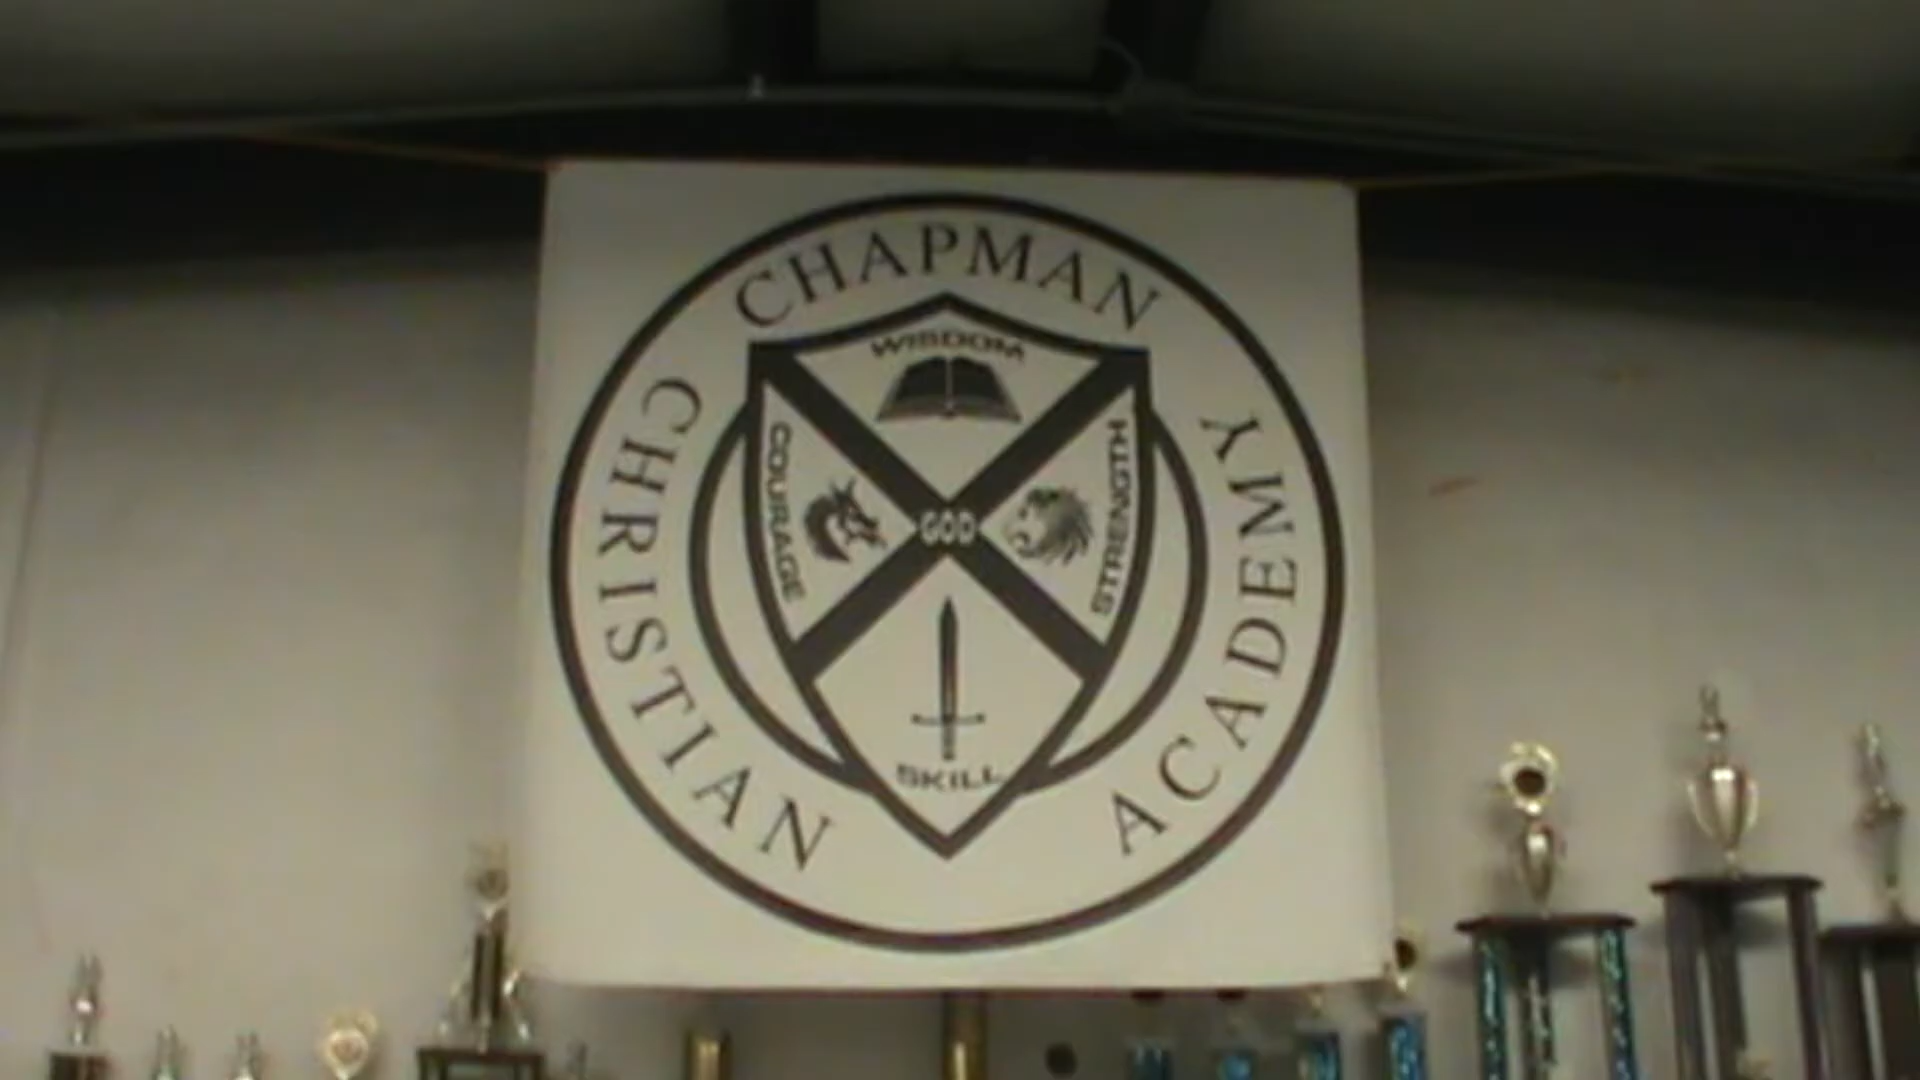 CHAPMAN
CHRISTIAN
ACADEMY
WISDOM
COURAGE
GOD
STRENGTH
SKILL